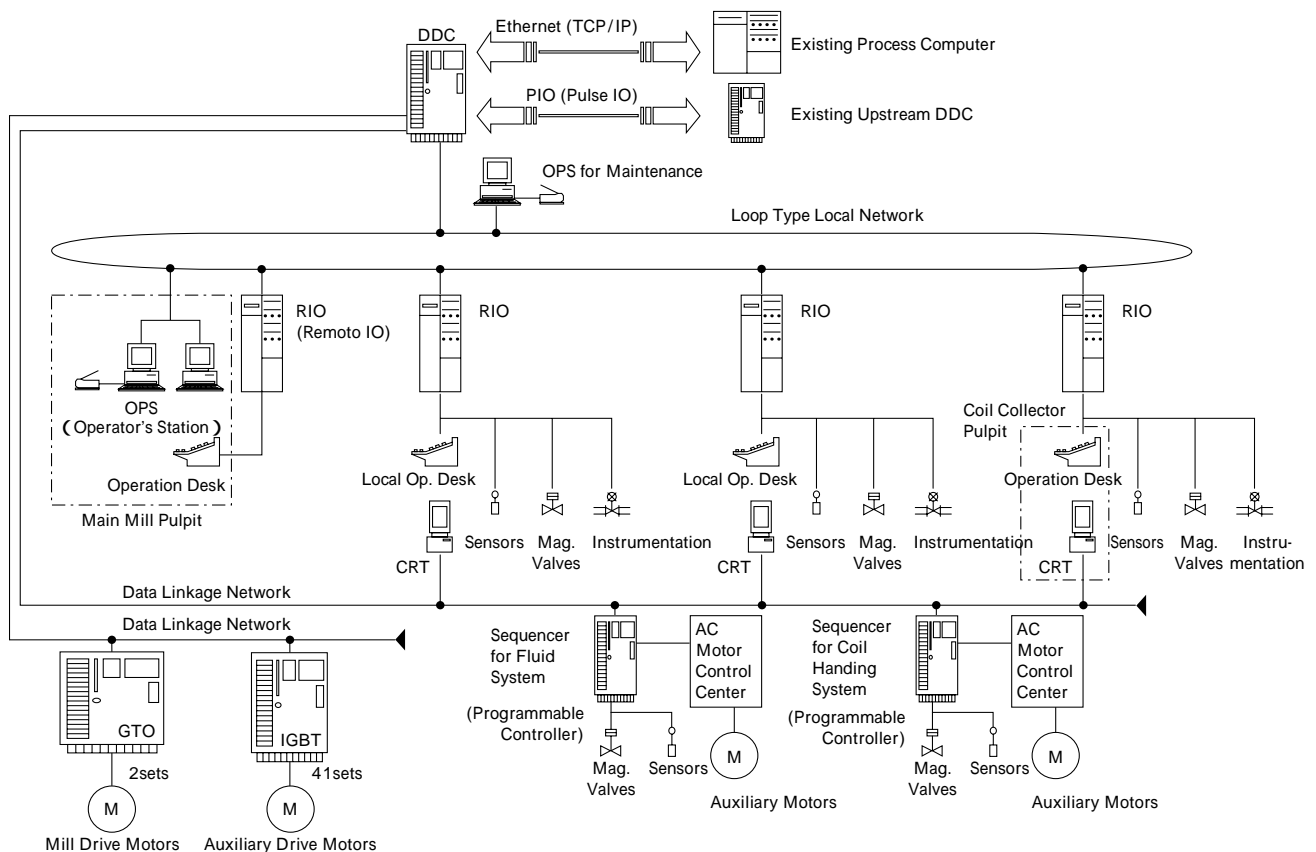 DDC
Ethernet (TCP/IP)
Existing Process Computer
PIO (Pulse IO)
Existing Upstream DDC
OPS for Maintenance
Loop Type Local Network
RIO
(Remoto IO)
RIO
RIO
RIO
OPS
(Operator's Station)
Operation Desk
Main Mill Pulpit
Local Op. Desk
CRT
Sensors
Mag.
Valves
Instrumentation
Local Op. Desk
CRT
Sensors
Mag.
Valves
Instrumentation
Coil Collector
Pulpit
Operation Desk
CRT
Sensors
Mag.
Valves
Instru-
mentation
Data Linkage Network
Data Linkage Network
GTO
2sets
M
Mill Drive Motors
IGBT
41sets
M
Auxiliary Drive Motors
Sequencer
for Fluid
System
(Programmable
Controller)
Mag.
Valves
Sensors
AC
Motor
Control
Center
M
Auxiliary Motors
Sequencer
for Coil
Handing
System
(Programmable
Controller)
Mag.
Valves
Sensors
AC
Motor
Control
Center
M
Auxiliary Motors